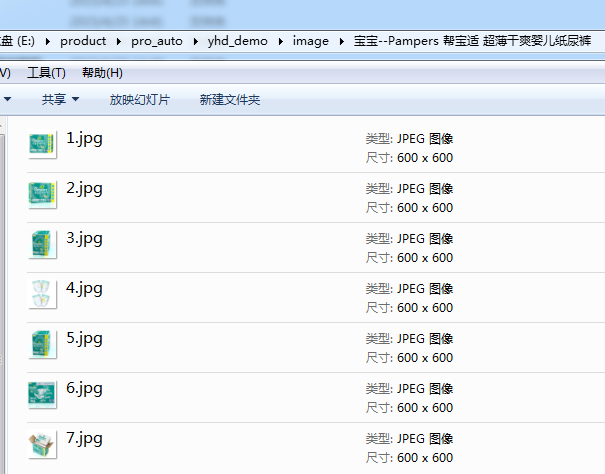 盘 (E:) ▸ product ▸ pro_auto ▸ yhd_demo ▸ image ▸ 宝宝--Pampers 帮宝适 超薄干爽婴儿纸尿裤
V) 工具(T) 帮助(H)
共享 放映幻灯片 新建文件夹
1.jpg 类型: JPEG 图像
尺寸: 600 x 600
2.jpg 类型: JPEG 图像
尺寸: 600 x 600
3.jpg 类型: JPEG 图像
尺寸: 600 x 600
4.jpg 类型: JPEG 图像
尺寸: 600 x 600
5.jpg 类型: JPEG 图像
尺寸: 600 x 600
6.jpg 类型: JPEG 图像
尺寸: 600 x 600
7.jpg 类型: JPEG 图像
尺寸: 600 x 600